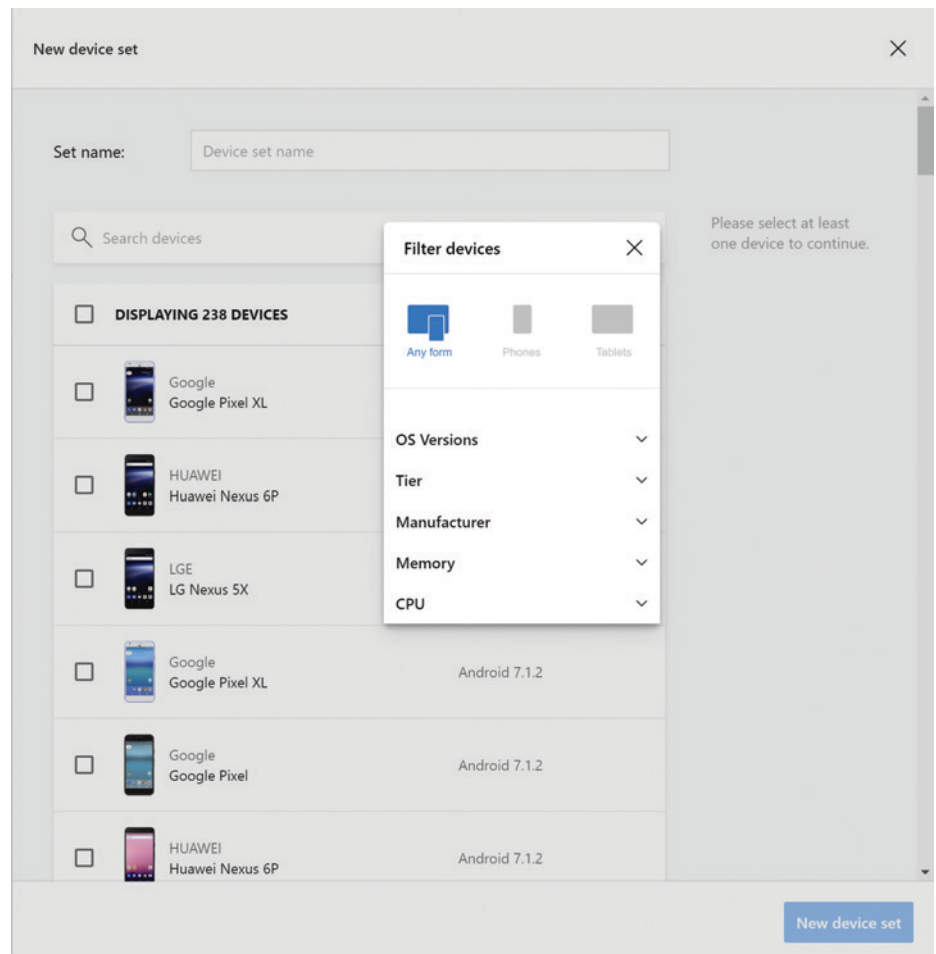 New device set
Set name:
Device set name
Search devices
Please select at least
one device to continue.
Filter devices
Any form
Phones
Tablets
OS Versions
Tier
Manufacturer
Memory
CPU
DISPLAYING 238 DEVICES
Google
Google Pixel XL
HUAWEI
Huawei Nexus 6P
LGE
LG Nexus 5X
Google
Google Pixel XL
Android 7.1.2
Google
Google Pixel
Android 7.1.2
HUAWEI
Huawei Nexus 6P
Android 7.1.2
New device set